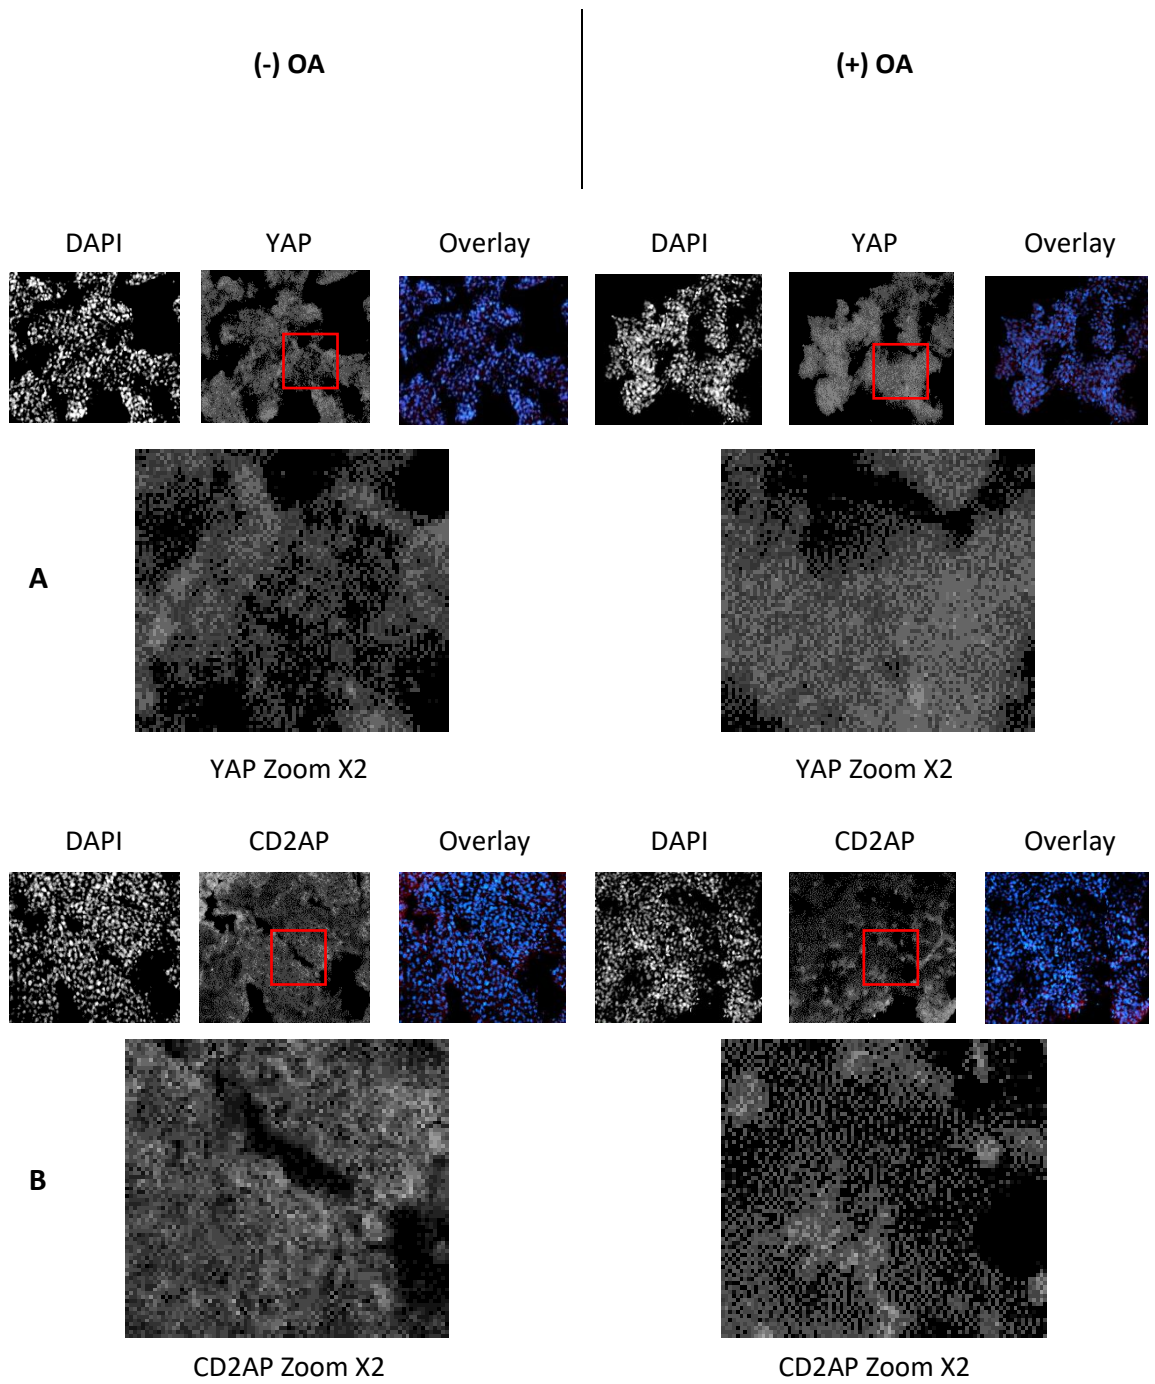 (-) OA
(+) OA
DAPI YAP Overlay DAPI YAP Overlay
A
YAP Zoom X2 YAP Zoom X2
DAPI CD2AP Overlay DAPI CD2AP Overlay
B
CD2AP Zoom X2 CD2AP Zoom X2